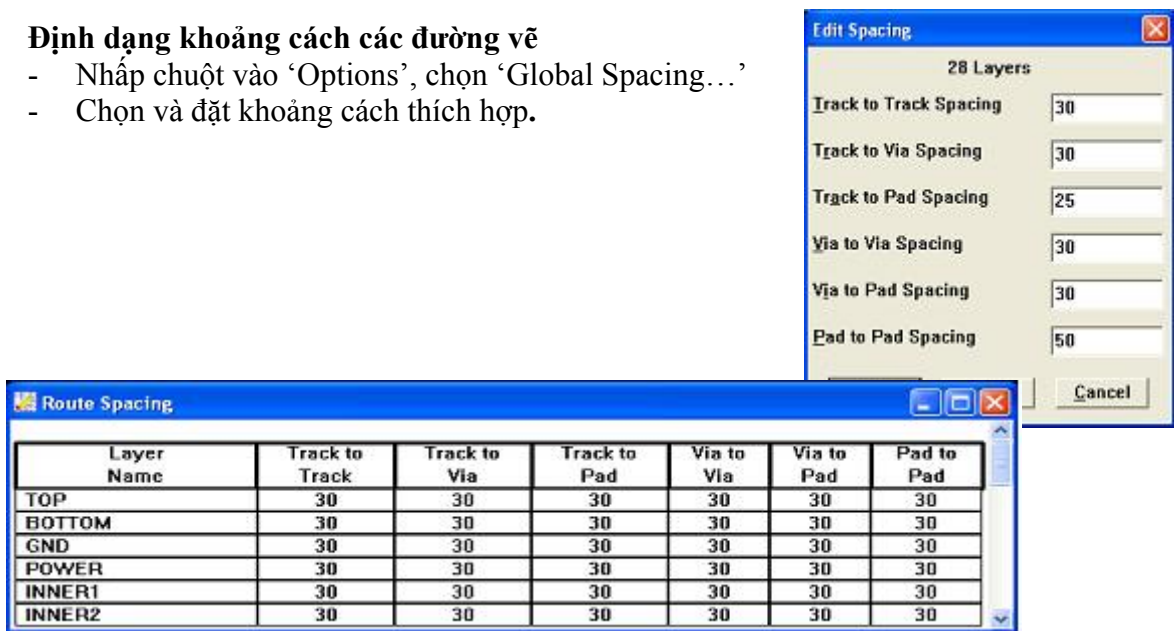 Định dạng khoảng cách các đường vẽ
- Nhấp chuột vào ‘Options’, chọn ‘Global Spacing…’
- Chọn và đặt khoảng cách thích hợp.
Edit Spacing
28 Layers
Track to Track Spacing 30
Track to Via Spacing 30
Track to Pad Spacing 25
Via to Via Spacing 30
Via to Pad Spacing 30
Pad to Pad Spacing 50
Cancel
Route Spacing
Layer Name Track to Track Track to Via Track to Pad Via to Via Via to Pad Pad to Pad
TOP 30 30 30 30 30 30
BOTTOM 30 30 30 30 30 30
GND 30 30 30 30 30 30
POWER 30 30 30 30 30 30
INNER1 30 30 30 30 30 30
INNER2 30 30 30 30 30 30